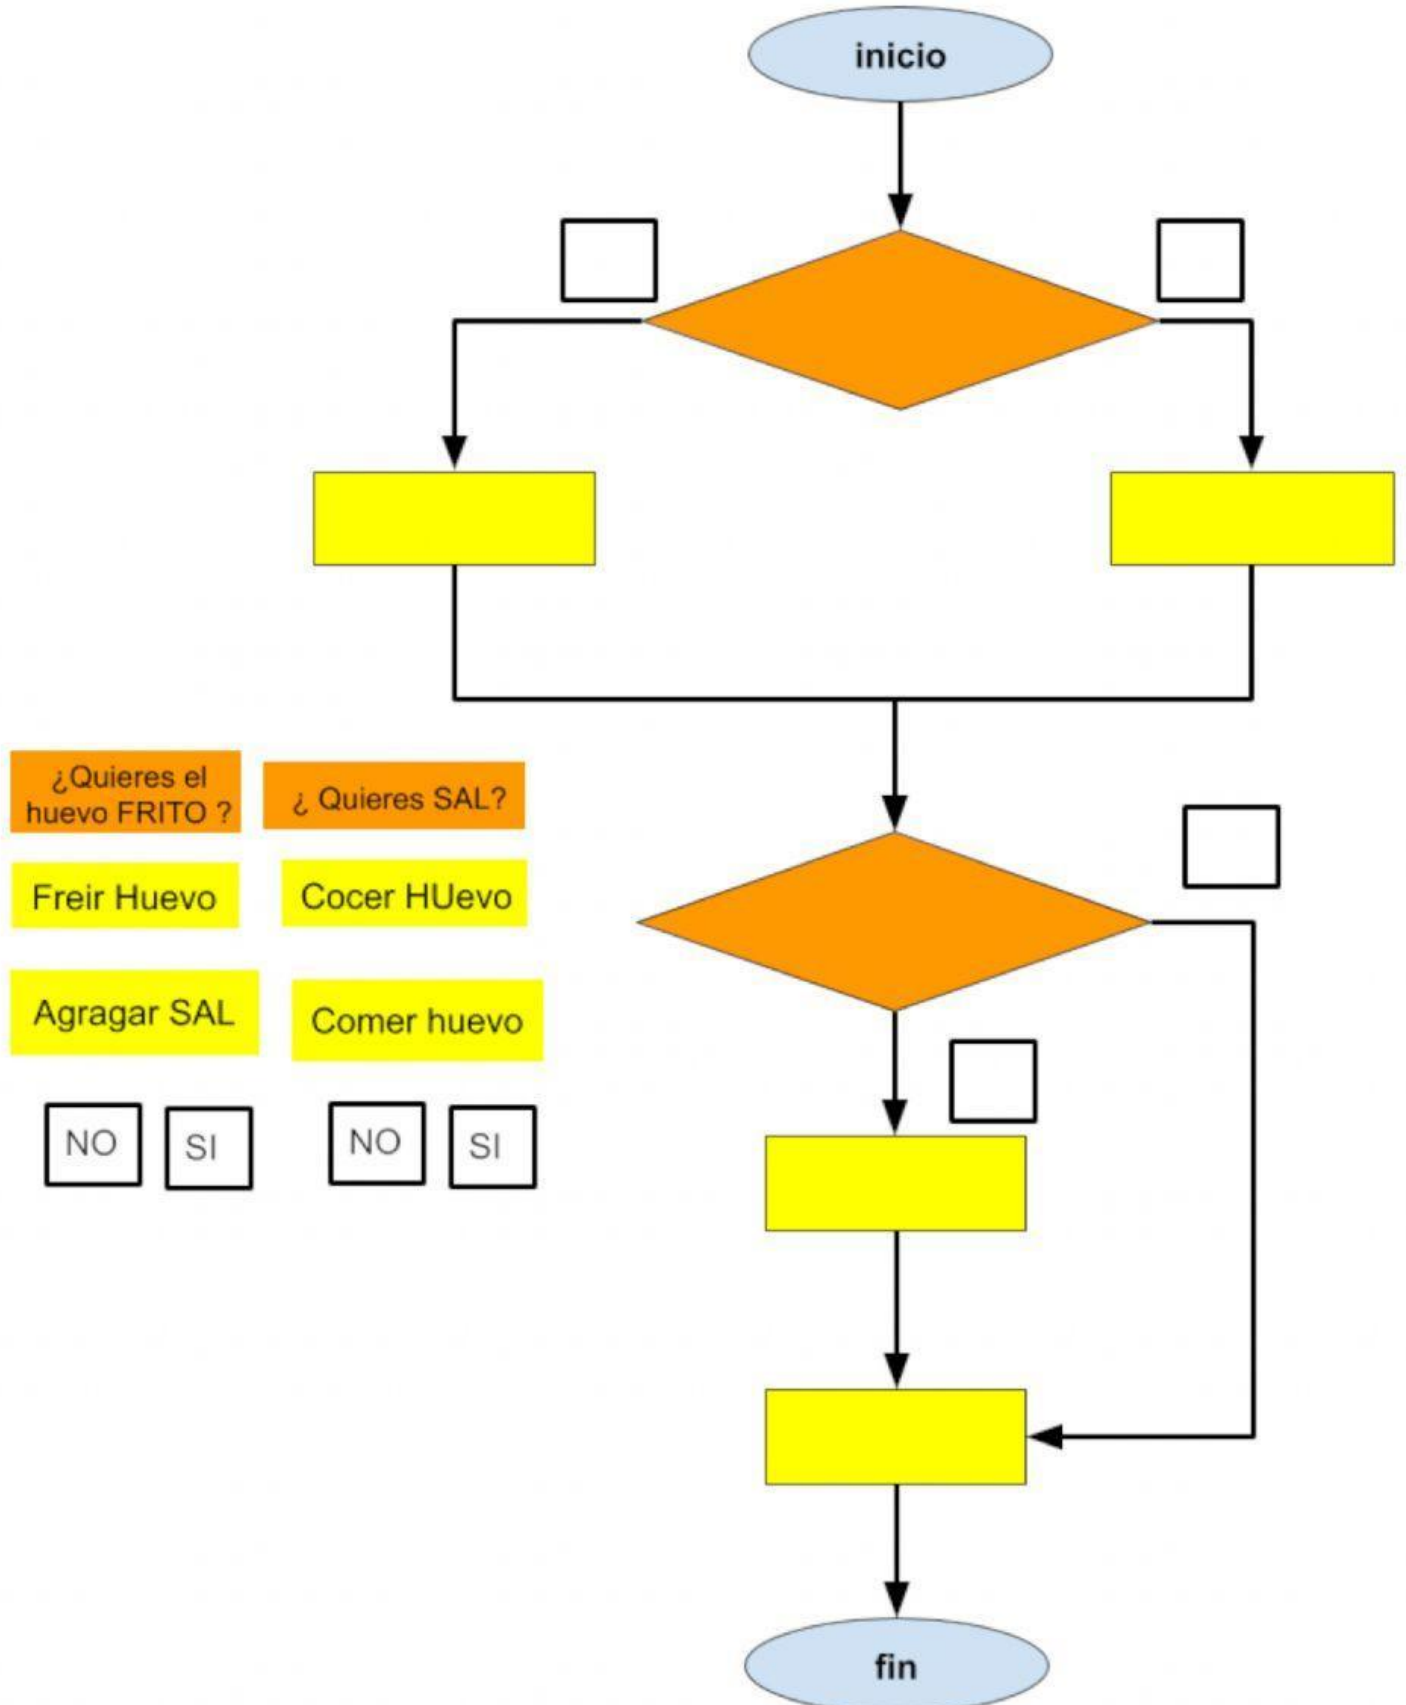 inicio
¿Quieres el
huevo FRITO ?
¿ Quieres SAL?
Freir Huevo
Cocer HUevo
Agragar SAL
Comer huevo
NO
SI
NO
SI
fin